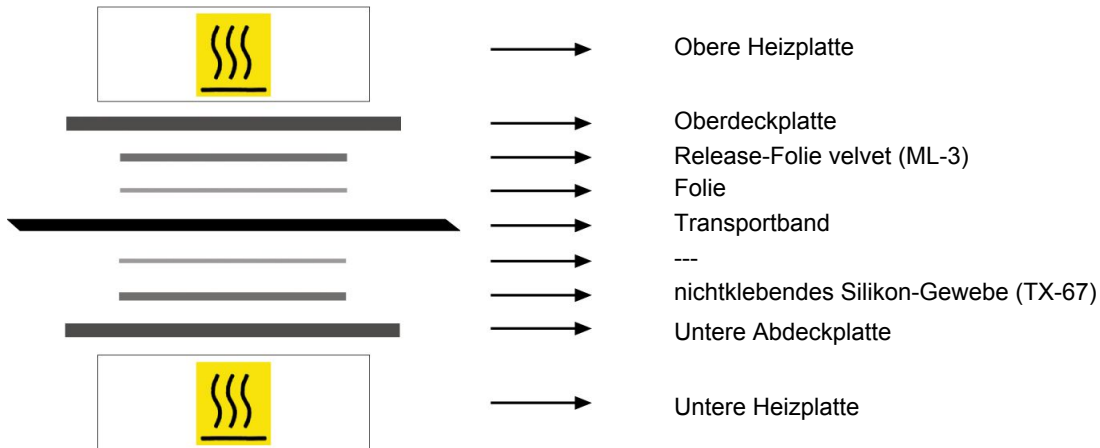 Obere Heizplatte
Oberdeckplatte
Release-Folie velvet (ML-3)
Folie
Transportband
---
nichtklebendes Silikon-Gewebe (TX-67)
Untere Abdeckplatte
Untere Heizplatte